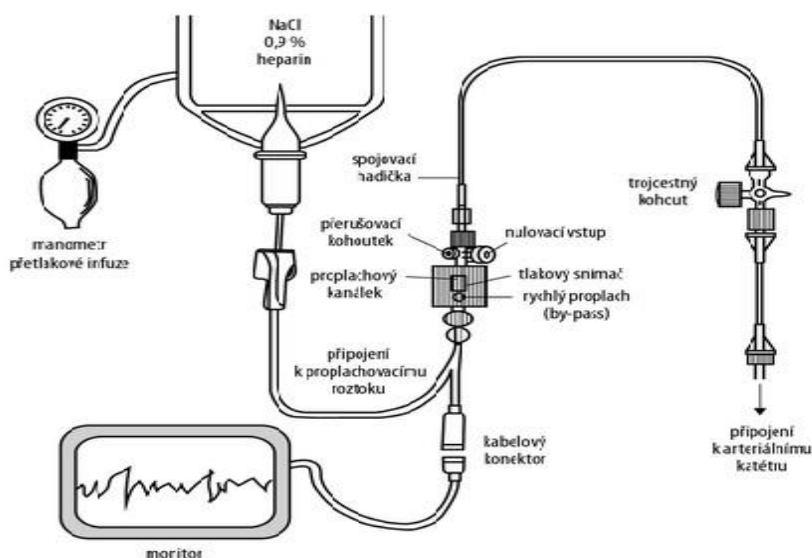 NaCl
0,9 %
heparin
manometr
přetlakové infuze
spojovací
hadička
přerušovací
kohoutek
nulovací vstup
proplachový
kanálek
tlakový snímač
rychlý proplach
(by-pass)
trojcestný
kohout
připojení
k proplachovacímu
roztoku
kabelový
konektor
připojení
k arteriálnímu
katétru
monitor